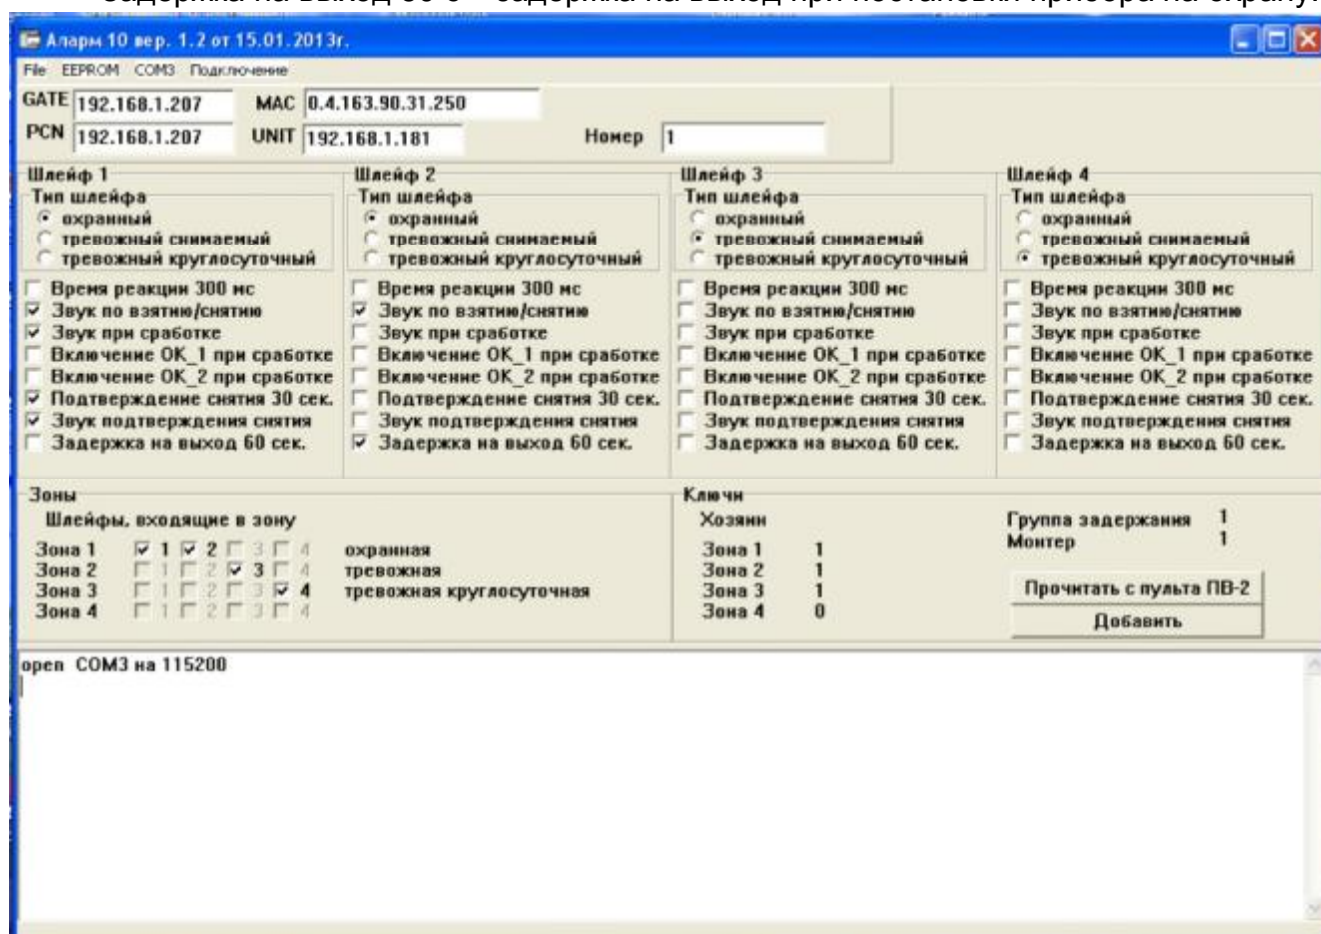 Задержка на выход 60 с - задержка на выход при постановки прибора на охрану.
Аларм 10 вер. 1.2 от 15.01.2013г.
File EEPROM COM3 Подключение
GATE 192.168.1.207 MAC 0.4.163.90.31.250
PCN 192.168.1.207 UNIT 192.168.1.181 Номер 1
Шлейф 1 Шлейф 2 Шлейф 3 Шлейф 4
Тип шлейфа Тип шлейфа Тип шлейфа Тип шлейфа
охранный охранный охранный охранный
тревожный снимаемый тревожный снимаемый тревожный снимаемый тревожный снимаемый
тревожный круглосуточный тревожный круглосуточный тревожный круглосуточный тревожный круглосуточный
Время реакции 300 мс Время реакции 300 мс Время реакции 300 мс Время реакции 300 мс
Звук по взятию/снятию Звук по взятию/снятию Звук по взятию/снятию Звук по взятию/снятию
Звук при сработке Звук при сработке Звук при сработке Звук при сработке
Включение ОК_1 при сработке Включение ОК_1 при сработке Включение ОК_1 при сработке Включение ОК_1 при сработке
Включение ОК_2 при сработке Включение ОК_2 при сработке Включение ОК_2 при сработке Включение ОК_2 при сработке
Подтверждение снятия 30 сек. Подтверждение снятия 30 сек. Подтверждение снятия 30 сек. Подтверждение снятия 30 сек.
Звук подтверждения снятия Звук подтверждения снятия Звук подтверждения снятия Звук подтверждения снятия
Задержка на выход 60 сек. Задержка на выход 60 сек. Задержка на выход 60 сек. Задержка на выход 60 сек.
Зоны Ключи
Шлейфы, входящие в зону Хозяин Группа задержания 1
Монтер 1
Зона 1 1 2 3 4 охранная Зона 1 1
Зона 2 1 2 3 4 тревожная Зона 2 1
Зона 3 1 2 3 4 тревожная круглосуточная Зона 3 1 Прочитать с пульта ПВ-2
Зона 4 1 2 3 4 Зона 4 0 Добавить
open COM3 на 115200